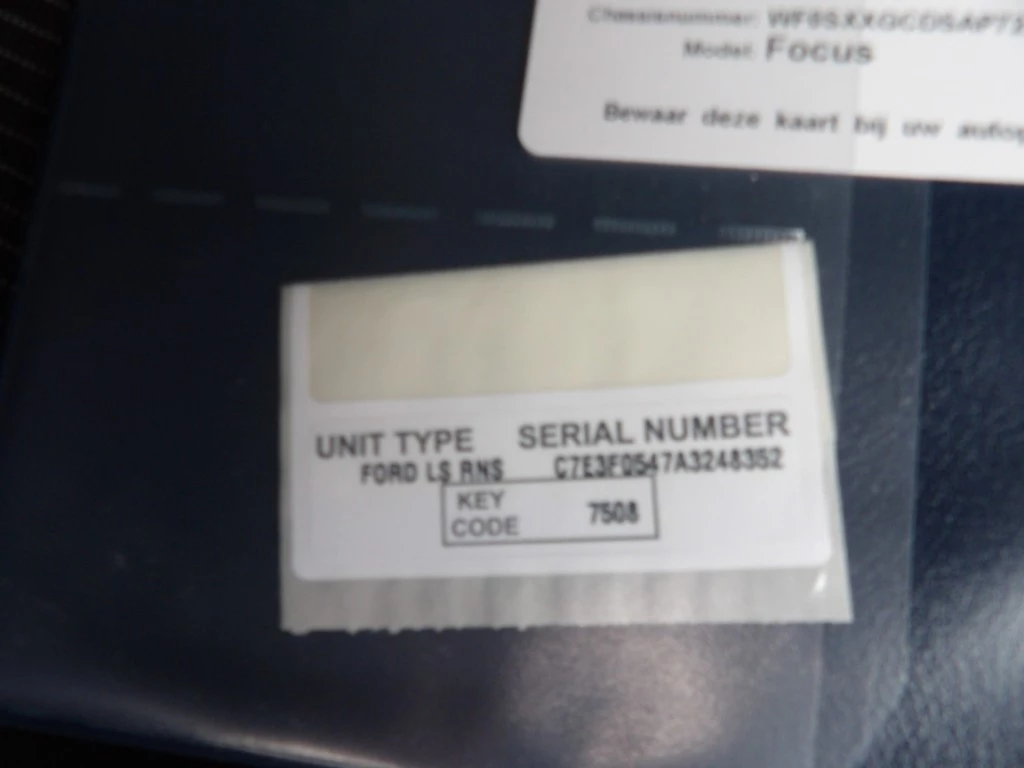 Chassisnummer:
Model: Focus
Bewaar deze kaart bij uw
UNIT TYPE SERIAL NUMBER
FORD LS RNS C7E3F0547A3248352
KEY
CODE 7508